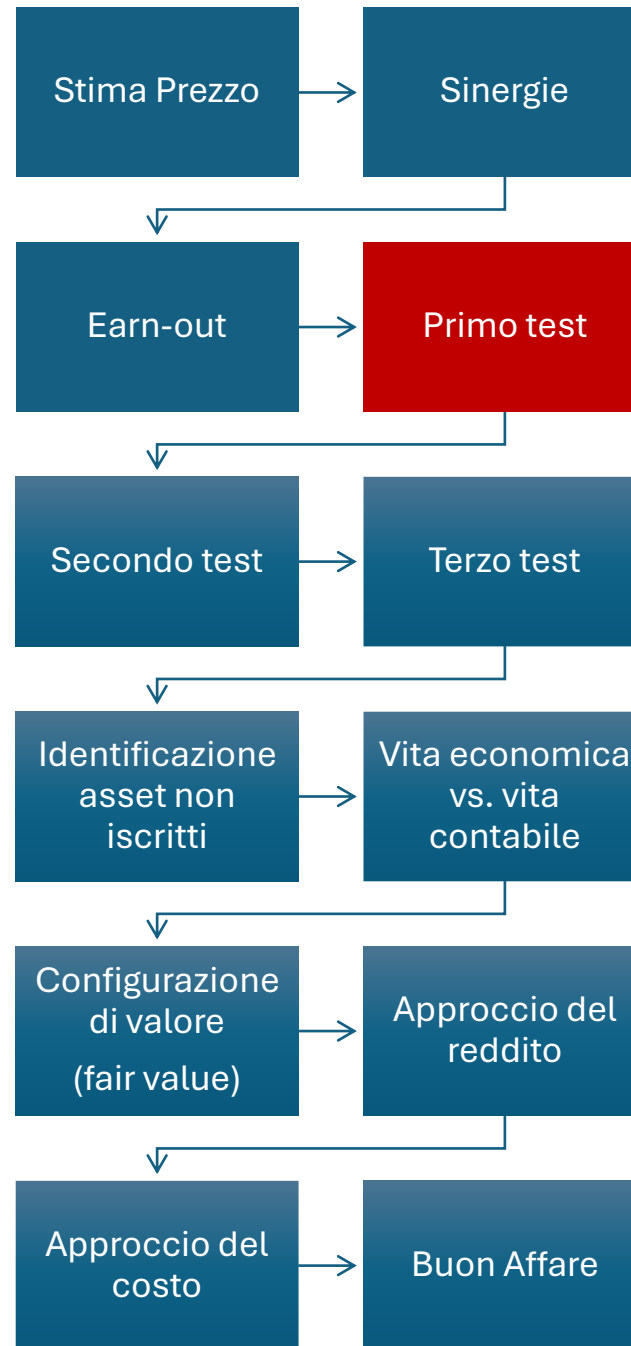 Stima Prezzo
Sinergie
Earn-out
Primo test
Secondo test
Terzo test
Identificazione
asset non
iscritti
Vita economica
vs. vita
contabile
Configurazione
di valore
(fair value)
Approccio del
reddito
Approccio del
costo
Buon Affare